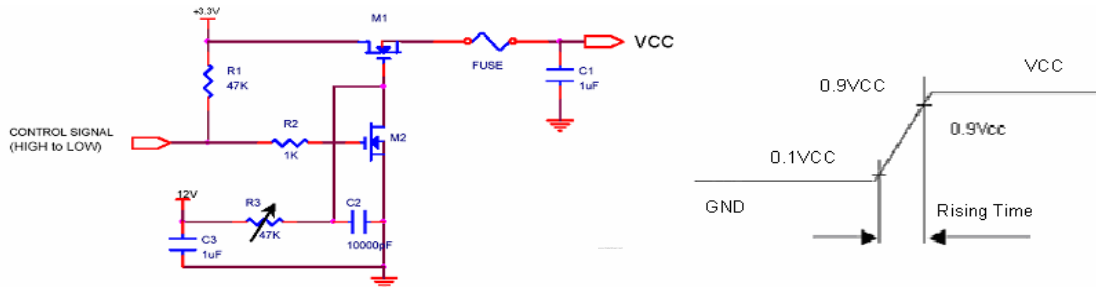 +3.3V
M1
VCC
FUSE
R1
47K
C1
1uF
CONTROL SIGNAL
(HIGH to LOW)
R2
1K
M2
12V
R3
47K
C2
10000pF
C3
1uF
VCC
0.9VCC
0.9Vcc
0.1VCC
GND
Rising Time